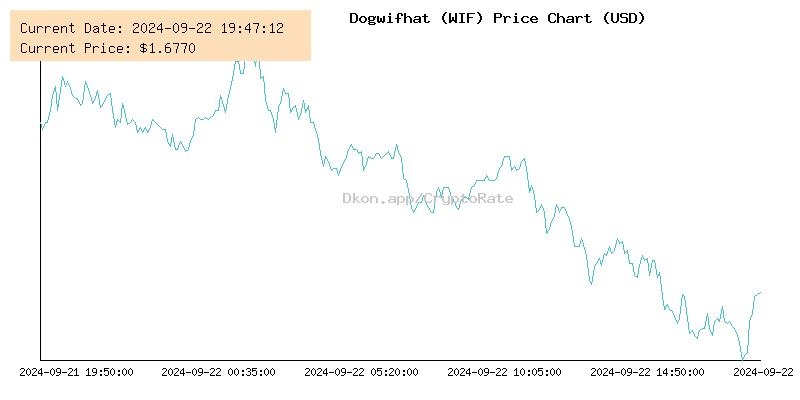 Dogwifhat (WIF) Price Chart (USD)
Current Date: 2024-09-22 19:47:12
Current Price: $1.6770
Dkon.app/CryptoRate
2024-09-21 19:50:00
2024-09-22 00:35:00
2024-09-22 05:20:00
2024-09-22 10:05:00
2024-09-22 14:50:00
2024-09-22